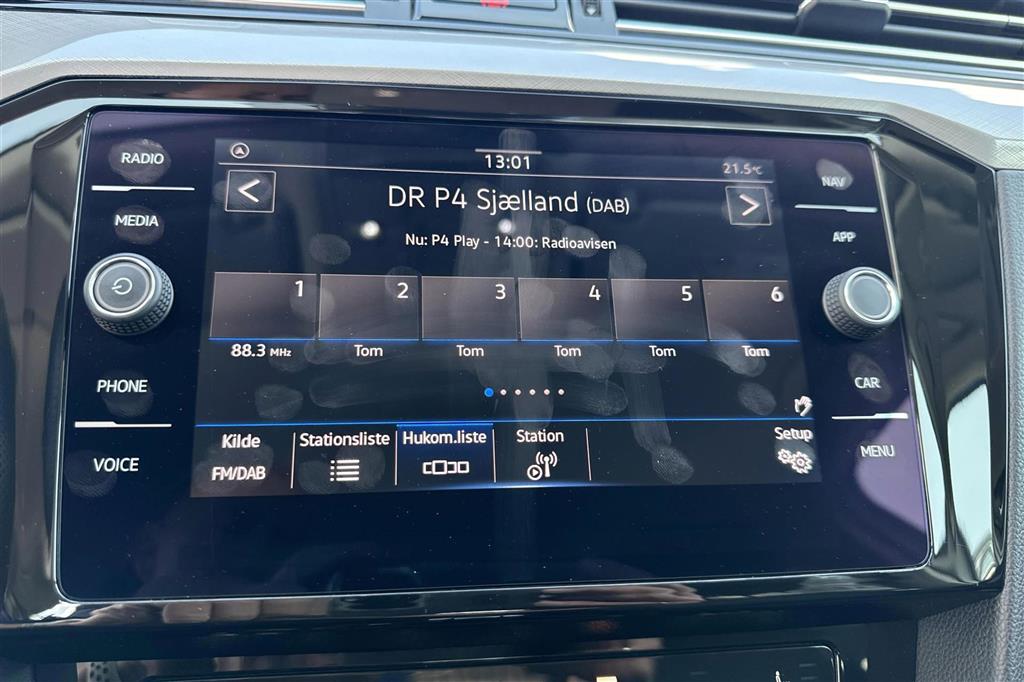 RADIO
MEDIA
PHONE
VOICE
13:01
21.5°C
DR P4 Sjælland (DAB)
Nu: P4 Play - 14:00: Radioavisen
1 2 3 4 5 6
88.3 MHz Tom Tom Tom Tom Tom
Kilde Stationsliste Hukom.liste Station Setup
FM/DAB
NAV
APP
CAR
MENU